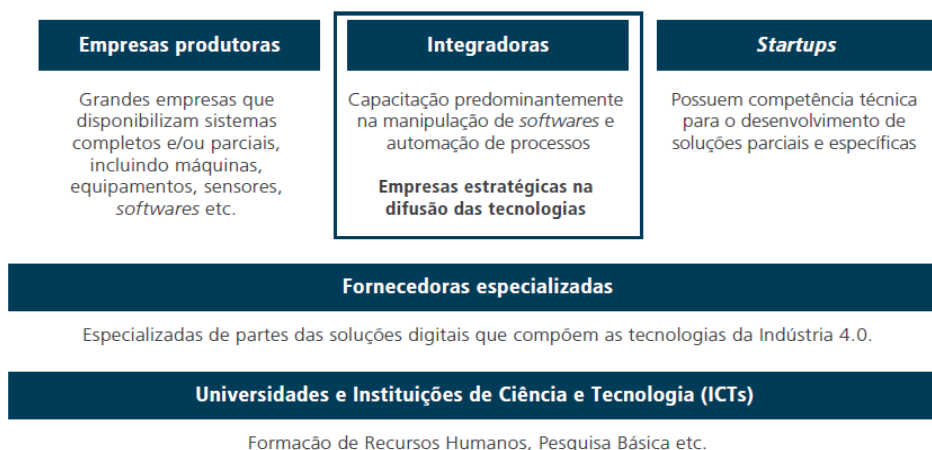 Empresas produtoras
Grandes empresas que
disponibilizam sistemas
completos e/ou parciais,
incluindo máquinas,
equipamentos, sensores,
softwares etc.
Integradoras
Capacitação predominantemente
na manipulação de softwares e
automação de processos
Empresas estratégicas na
difusão das tecnologias
Startups
Possuem competência técnica
para o desenvolvimento de
soluções parciais e específicas
Fornecedoras especializadas
Especializadas de partes das soluções digitais que compõem as tecnologias da Indústria 4.0.
Universidades e Instituições de Ciência e Tecnologia (ICTs)
Formação de Recursos Humanos, Pesquisa Básica etc.